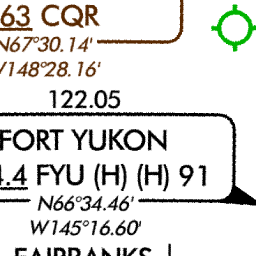 63 CQR
N67°30.14'
W148°28.16'
122.05
FORT YUKON
4.4 FYU (H) (H) 91
N66°34.46'
W145°16.60'
FAIRBANKS